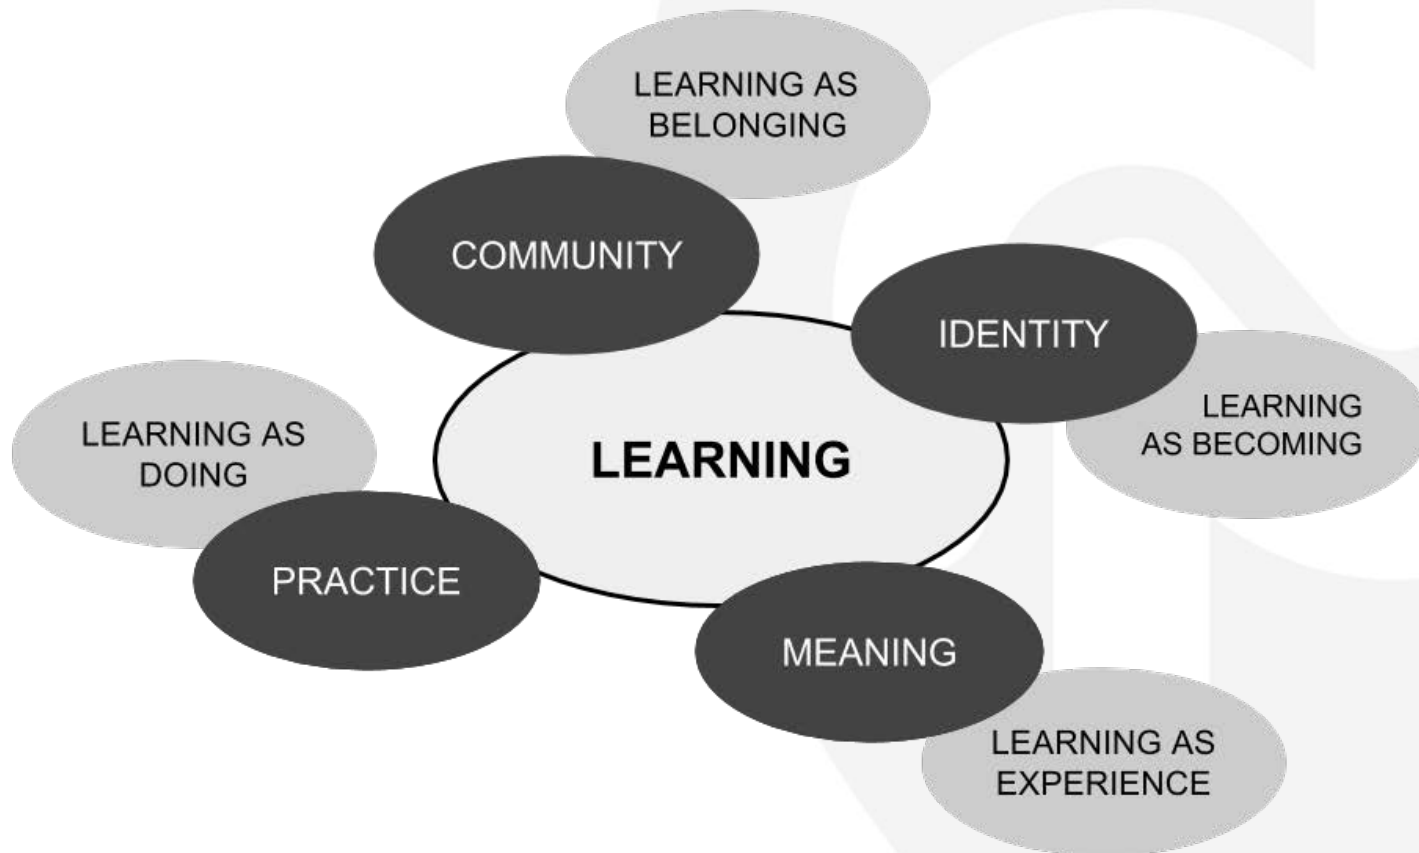 LEARNING AS
BELONGING
COMMUNITY
IDENTITY
LEARNING
AS BECOMING
LEARNING AS
DOING
LEARNING
PRACTICE
MEANING
LEARNING AS
EXPERIENCE